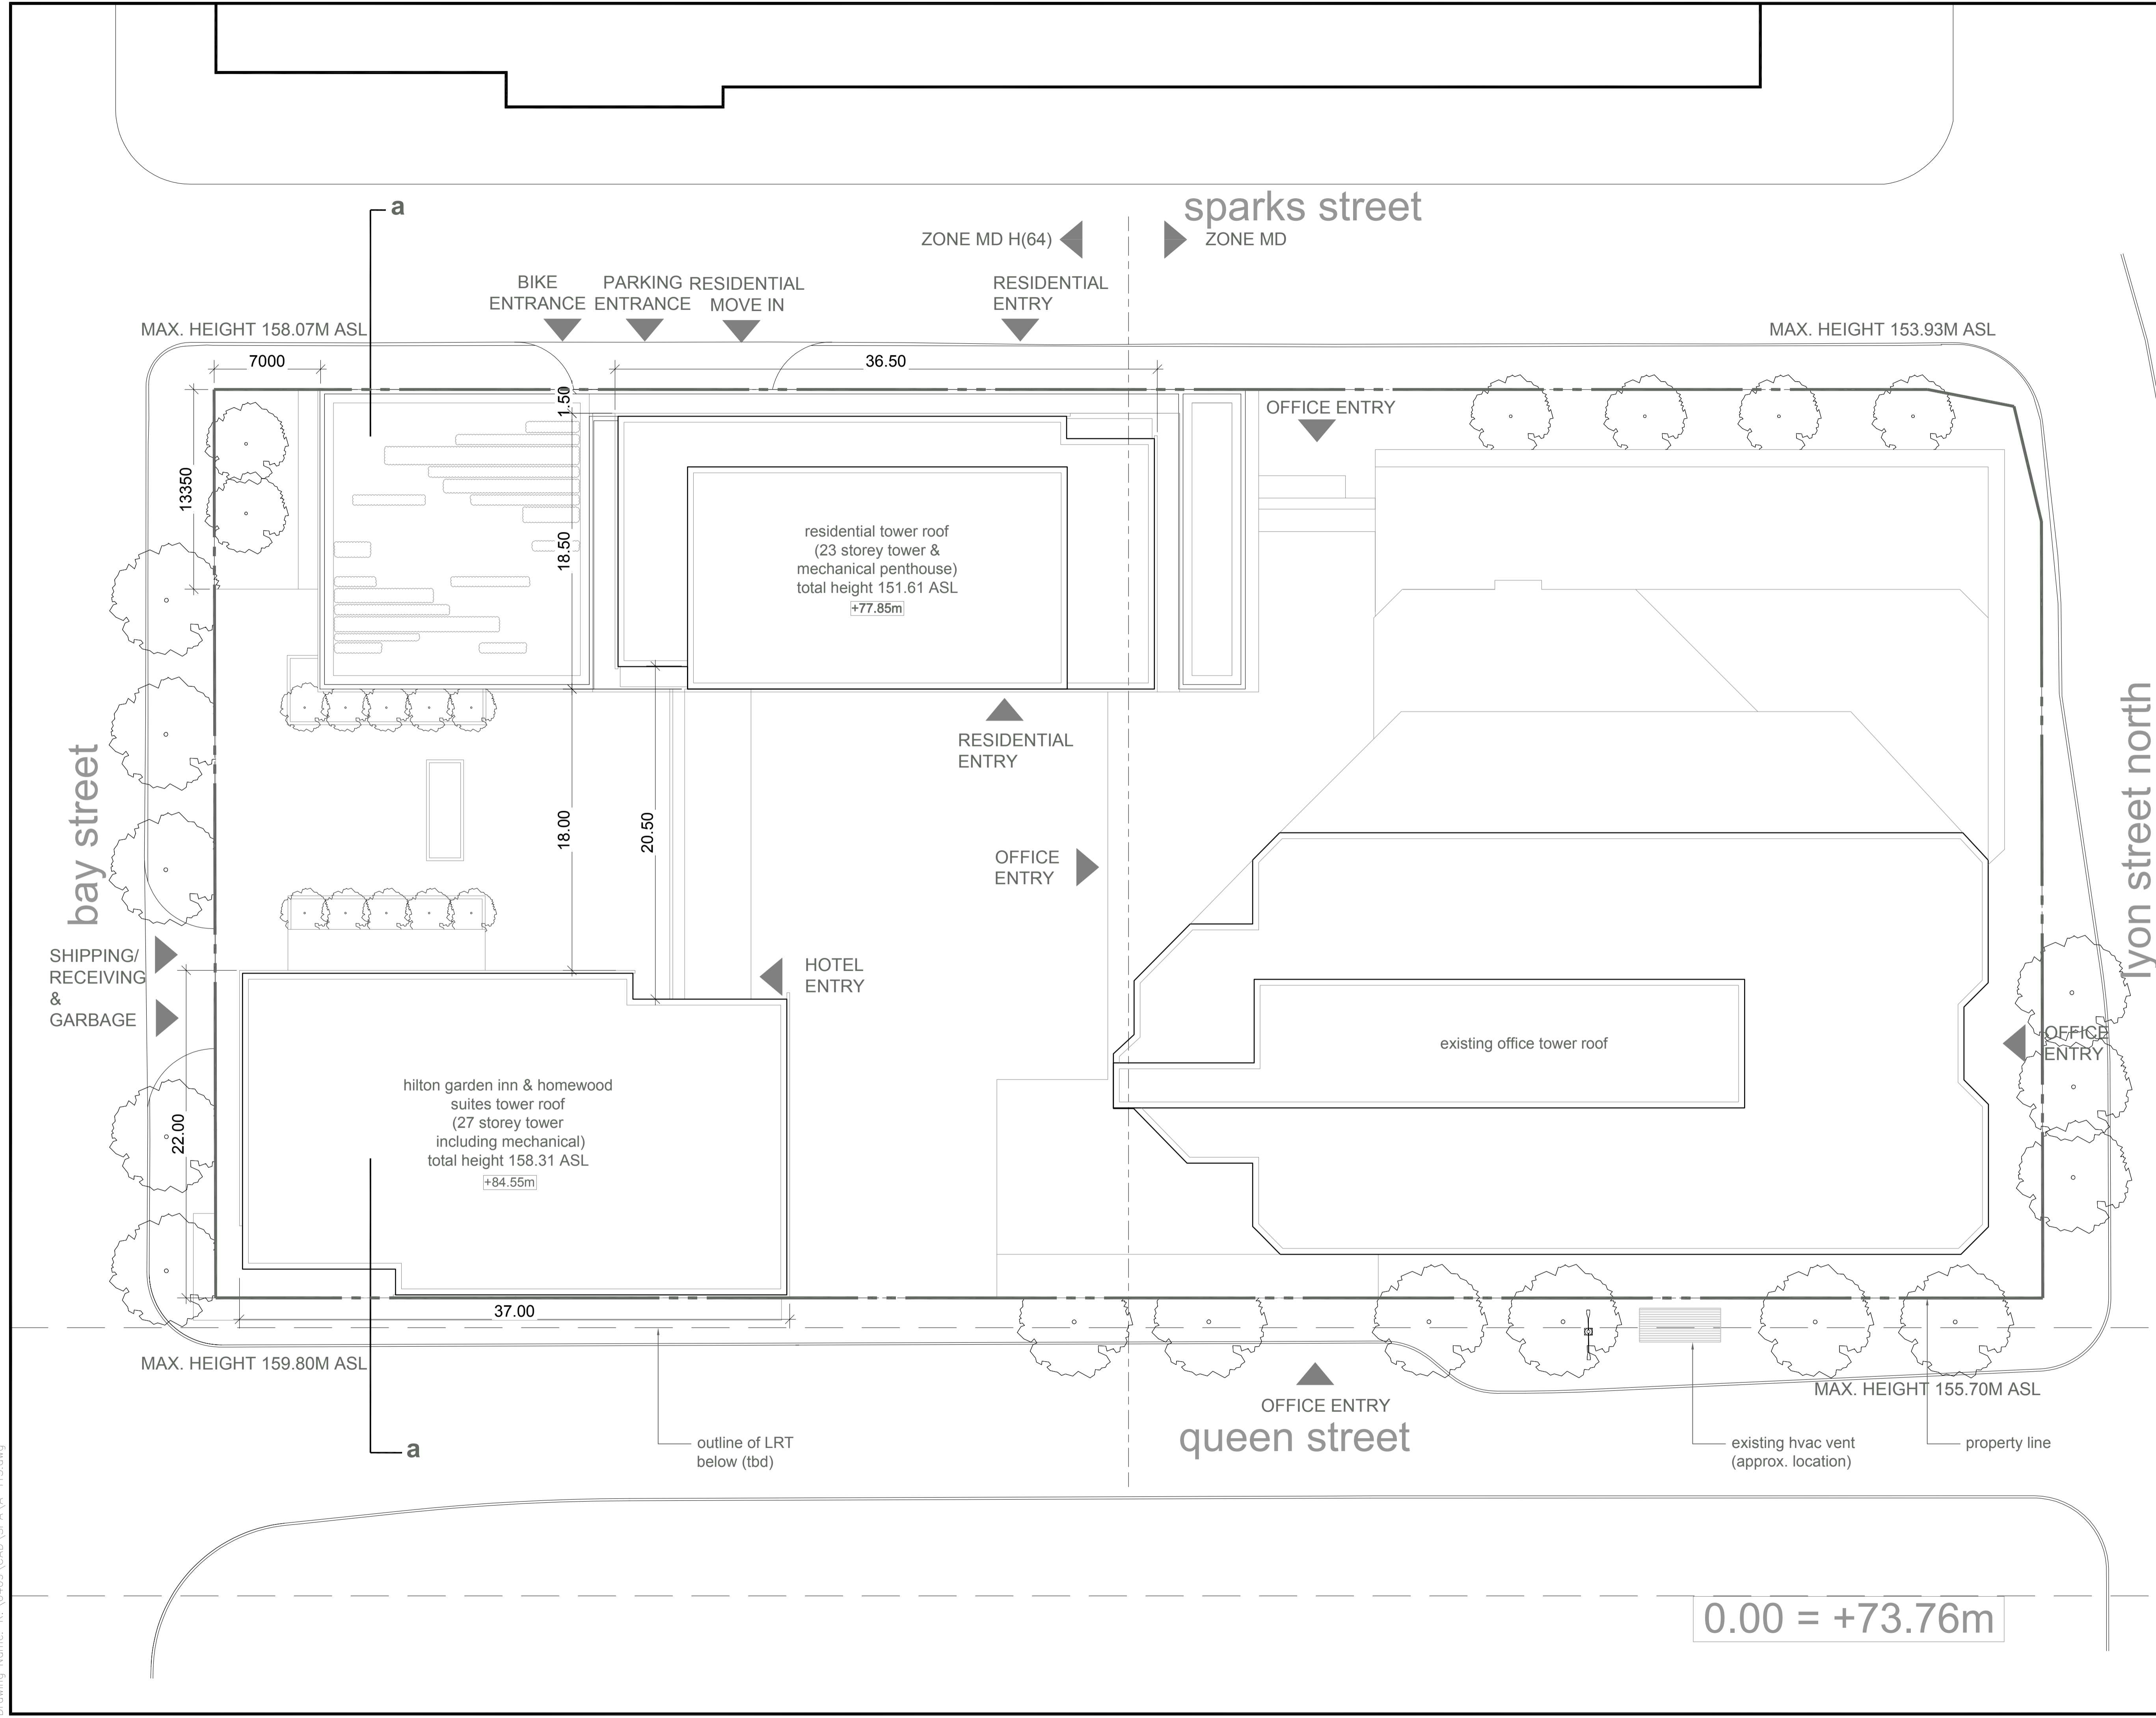 sparks street
a
ZONE MD H(64)
ZONE MD
BIKE
ENTRANCE
PARKING
ENTRANCE
RESIDENTIAL
MOVE IN
RESIDENTIAL
ENTRY
MAX. HEIGHT 158.07M ASL
MAX. HEIGHT 153.93M ASL
7000
36.50
1.50
OFFICE ENTRY
13350
18.50
residential tower roof
(23 storey tower &
mechanical penthouse)
total height 151.61 ASL
+77.85m
RESIDENTIAL
ENTRY
bay street
lyon street north
18.00
20.50
OFFICE
ENTRY
SHIPPING/
RECEIVING
&
GARBAGE
HOTEL
ENTRY
existing office tower roof
OFFICE
ENTRY
22.00
hilton garden inn & homewood
suites tower roof
(27 storey tower
including mechanical)
total height 158.31 ASL
+84.55m
37.00
MAX. HEIGHT 159.80M ASL
MAX. HEIGHT 155.70M ASL
OFFICE ENTRY
queen street
a
outline of LRT
below (tbd)
existing hvac vent
(approx. location)
property line
0.00 = +73.76m